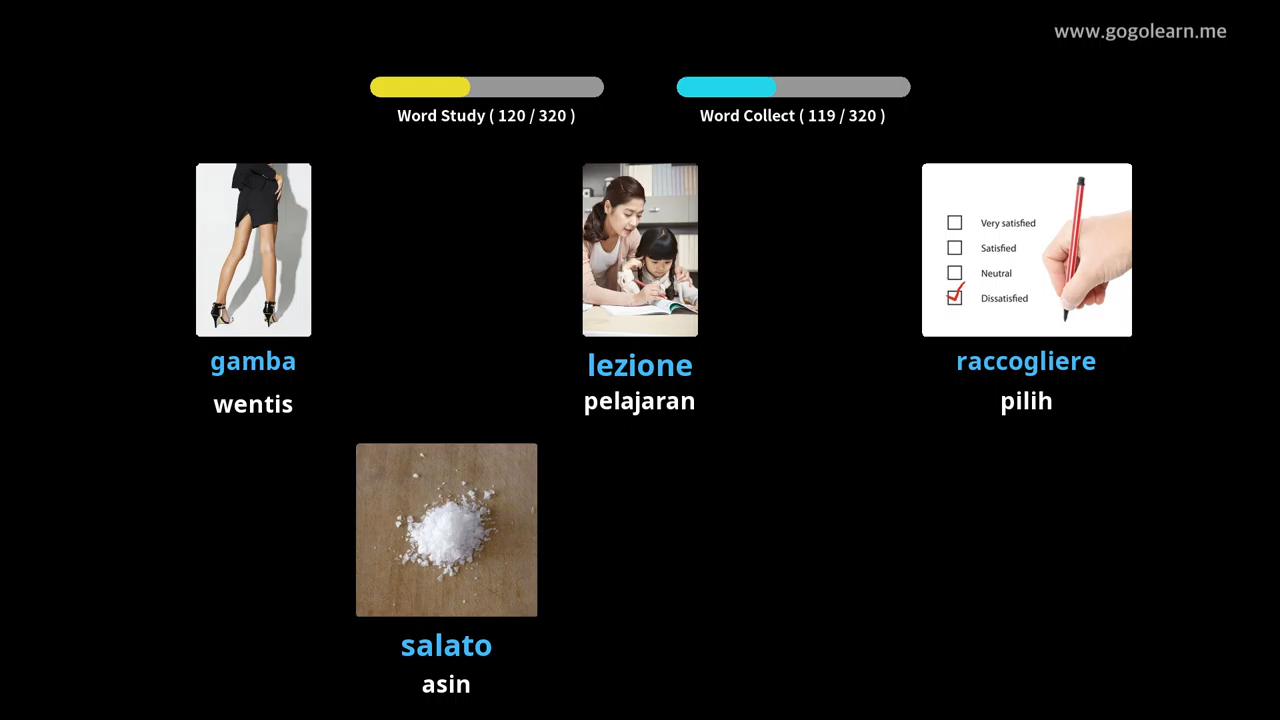 www.gogolearn.me
Word Study ( 120 / 320 )
Word Collect ( 119 / 320 )
Very satisfied
Satisfied
Neutral
Dissatisfied
gamba
wentis
lezione
pelajaran
raccogliere
pilih
salato
asin